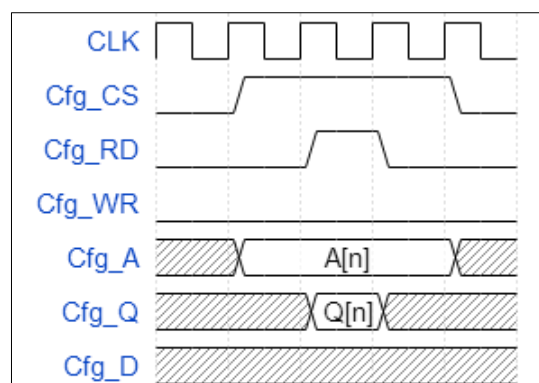 CLK
Cfg_CS
Cfg_RD
Cfg_WR
Cfg_A A[n]
Cfg_Q Q[n]
Cfg_D